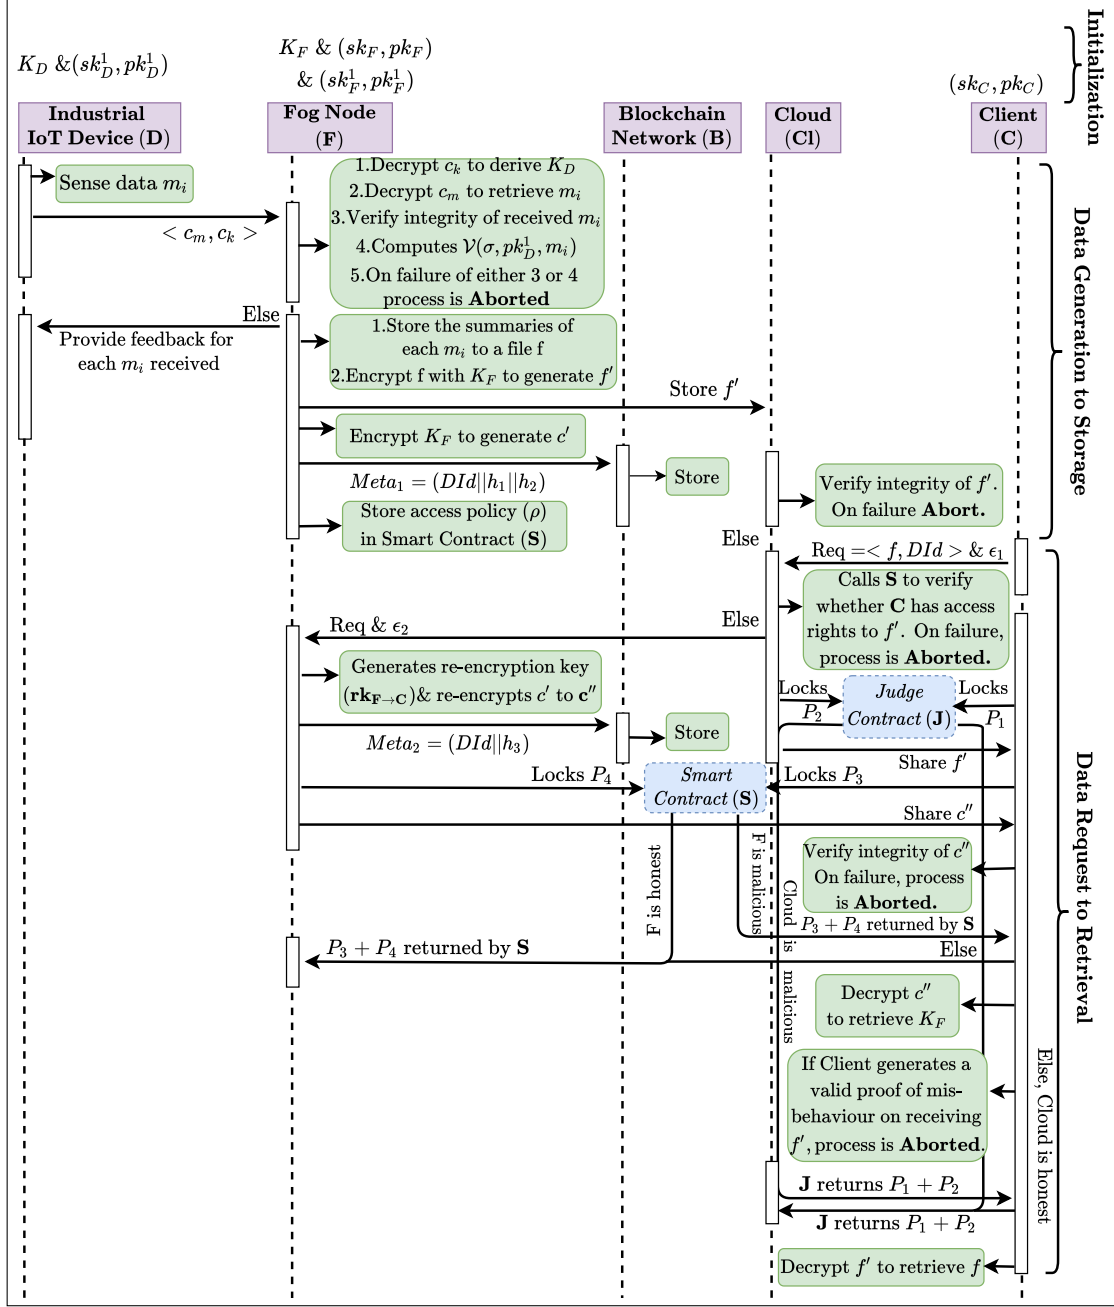 Initialization
K_D &(sk_D^1, pk_D^1)
K_F & (sk_F, pk_F)
& (sk_F^1, pk_F^1)
(sk_C, pk_C)
Industrial
IoT Device (D)
Fog Node
(F)
Blockchain
Network (B)
Cloud
(Cl)
Client
(C)
Data Generation to Storage
Sense data m_i
< c_m, c_k >
1.Decrypt c_k to derive K_D
2.Decrypt c_m to retrieve m_i
3.Verify integrity of received m_i
4.Computes V(σ, pk_D^1, m_i)
5.On failure of either 3 or 4
process is Aborted
Else
Provide feedback for
each m_i received
1.Store the summaries of
each m_i to a file f
2.Encrypt f with K_F to generate f′
Store f′
Encrypt K_F to generate c′
Meta_1 = (DId||h_1||h_2)
Store
Verify integrity of f′.
On failure Abort.
Store access policy (ρ)
in Smart Contract (S)
Else
Req =< f, DId > & ϵ_1
Data Request to Retrieval
Calls S to verify
whether C has access
rights to f′. On failure,
process is Aborted.
Else
Req & ϵ_2
Generates re-encryption key
(rk_F→C)& re-encrypts c′ to c″
Locks
P_2
Judge
Contract (J)
Locks
P_1
Meta_2 = (DId||h_3)
Store
Share f′
Locks P_4
Smart
Contract (S)
Locks P_3
Share c″
F is honest
F is malicious
Cloud is malicious
Verify integrity of c″
On failure, process
is Aborted.
P_3 + P_4 returned by S
Else
P_3 + P_4 returned by S
Decrypt c″
to retrieve K_F
If Client generates a
valid proof of mis-
behaviour on receiving
f′, process is Aborted.
Else, Cloud is honest
J returns P_1 + P_2
J returns P_1 + P_2
Decrypt f′ to retrieve f